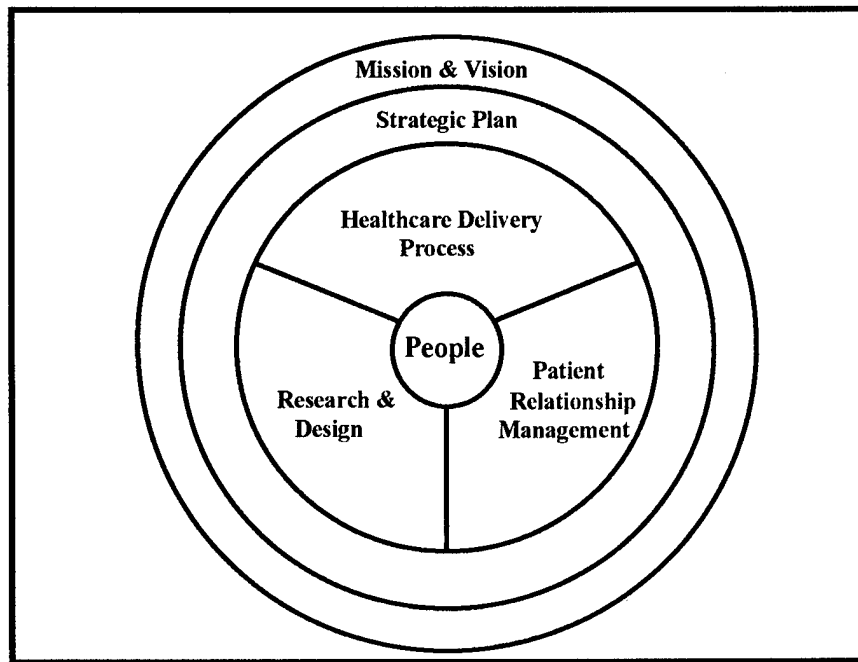 Mission & Vision
Strategic Plan
Healthcare Delivery
Process
People
Research &
Design
Patient
Relationship
Management